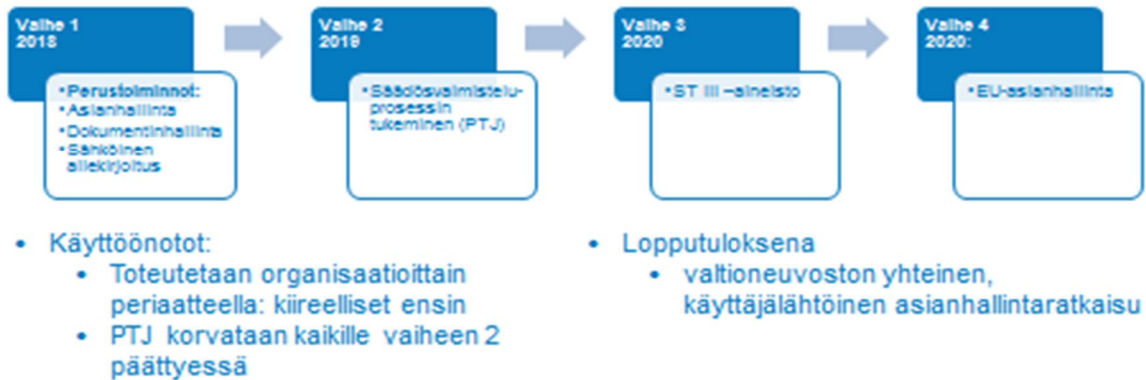 Vaihe 1
2018
• Perustoiminnot:
• Asianhallinta
• Dokumentinhallinta
• Sähköinen
allekirjoitus
Vaihe 2
2019
• Säädösvalmistelu-
prosessin
tukeminen (PTJ)
Vaihe 3
2020
• ST III –aineisto
Vaihe 4
2020:
• EU-asianhallinta
• Käyttöönotot:
• Toteutetaan organisaatioittain
periaatteella: kiireelliset ensin
• PTJ korvataan kaikille vaiheen 2
päättyessä
• Lopputuloksena
• valtioneuvoston yhteinen,
käyttäjälähtöinen asianhallintaratkaisu